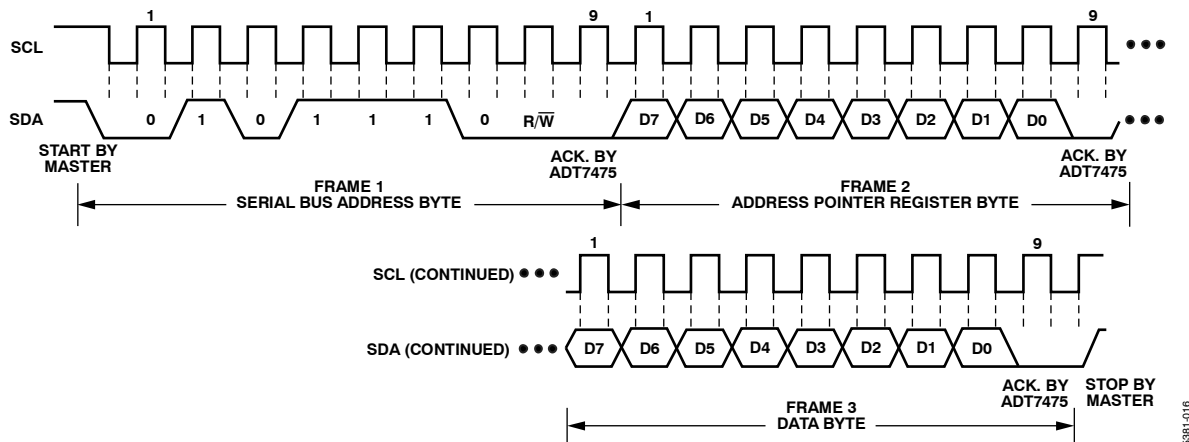 1 9 1 9
SCL
SDA 0 1 0 1 1 1 0 R/W̅ D7 D6 D5 D4 D3 D2 D1 D0
START BY
MASTER
ACK. BY
ADT7475
ACK. BY
ADT7475
FRAME 1
SERIAL BUS ADDRESS BYTE
FRAME 2
ADDRESS POINTER REGISTER BYTE
1 9
SCL (CONTINUED)
SDA (CONTINUED) D7 D6 D5 D4 D3 D2 D1 D0
ACK. BY
ADT7475
STOP BY
MASTER
FRAME 3
DATA BYTE